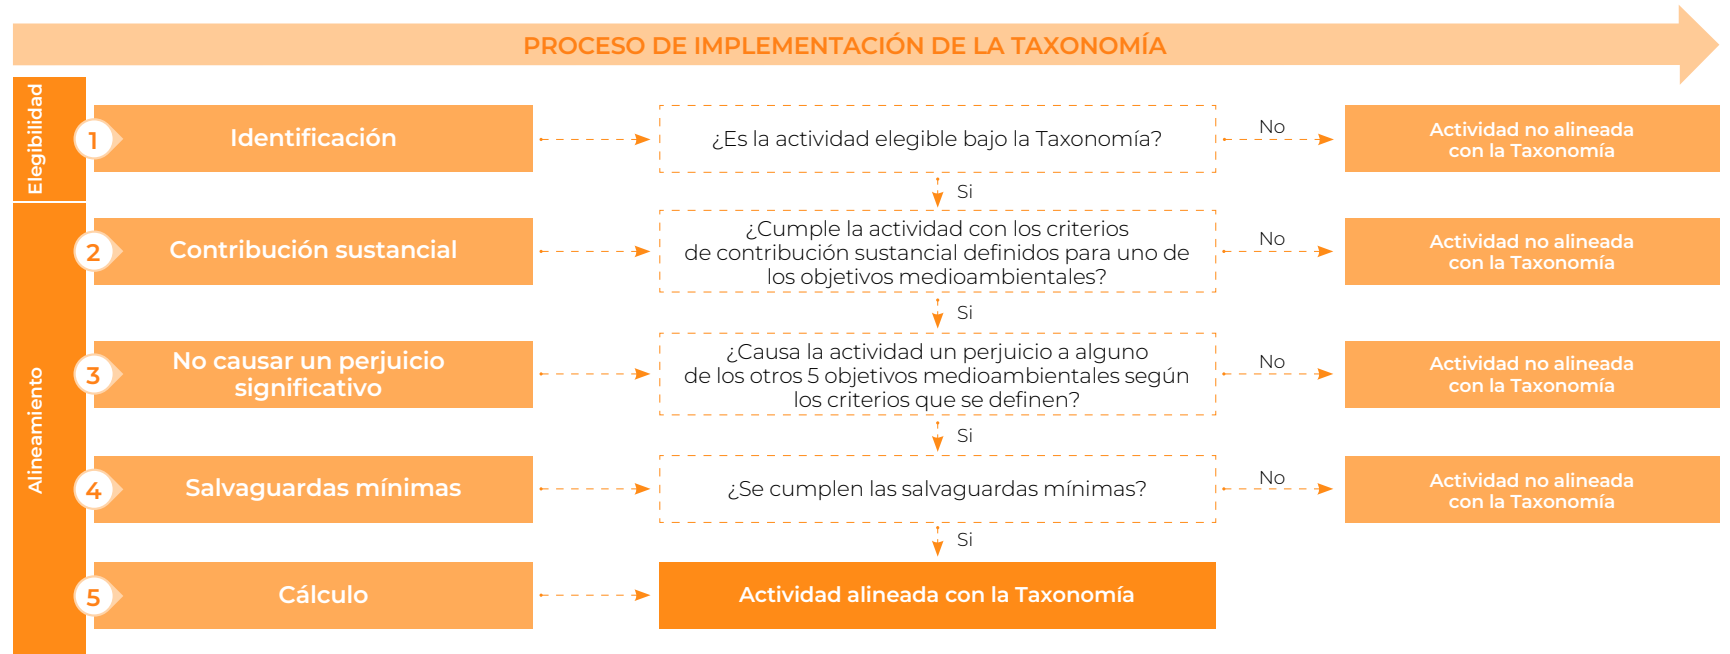 PROCESO DE IMPLEMENTACIÓN DE LA TAXONOMÍA
Elegibilidad
1
Identificación
¿Es la actividad elegible bajo la Taxonomía?
No
Actividad no alineada
con la Taxonomía
Si
Alineamiento
2
Contribución sustancial
¿Cumple la actividad con los criterios
de contribución sustancial definidos para uno de
los objetivos medioambientales?
No
Actividad no alineada
con la Taxonomía
Si
3
No causar un perjuicio
significativo
¿Causa la actividad un perjuicio a alguno
de los otros 5 objetivos medioambientales según
los criterios que se definen?
No
Actividad no alineada
con la Taxonomía
Si
4
Salvaguardas mínimas
¿Se cumplen las salvaguardas mínimas?
No
Actividad no alineada
con la Taxonomía
Si
5
Cálculo
Actividad alineada con la Taxonomía